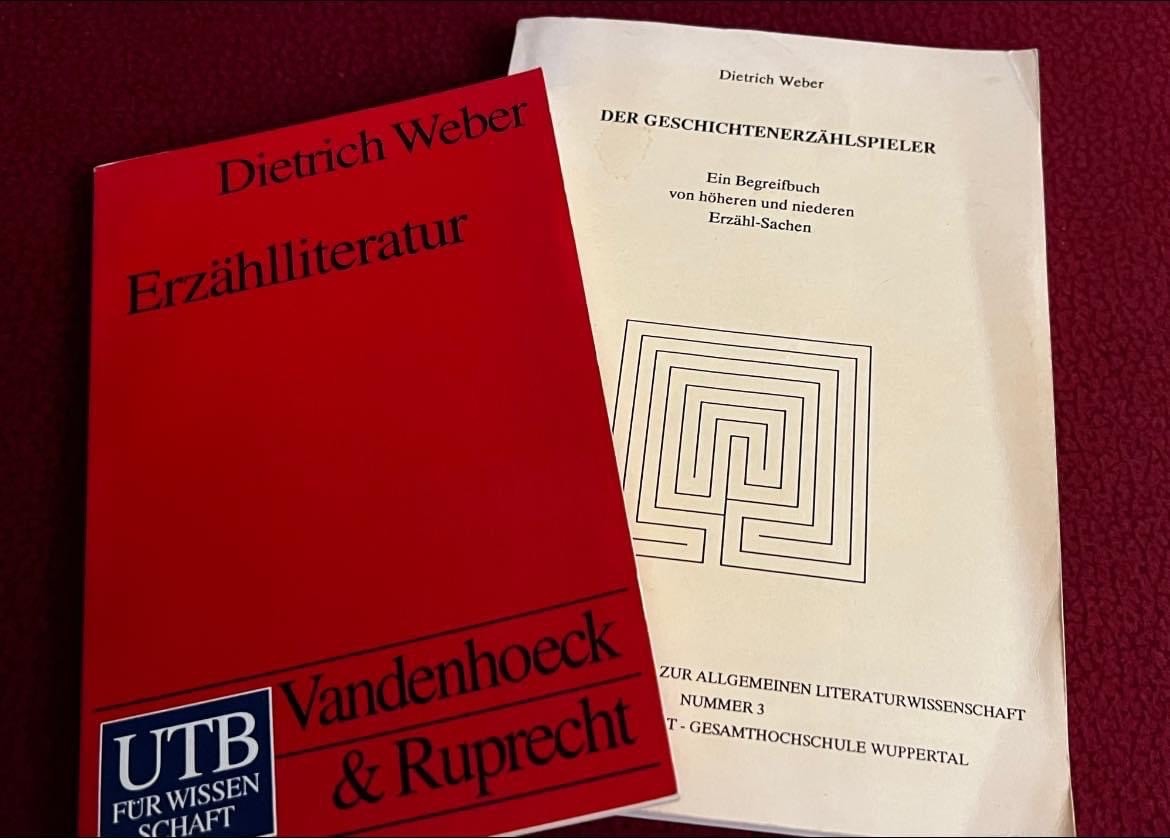 Dietrich Weber
Erzählliteratur
Vandenhoeck
& Ruprecht
UTB
FÜR WISSEN
SCHAFT
Dietrich Weber
DER GESCHICHTENERZÄHLSPIELER
Ein Begreifbuch
von höheren und niederen
Erzähl-Sachen
ZUR ALLGEMEINEN LITERATURWISSENSCHAFT
NUMMER 3
T - GESAMTHOCHSCHULE WUPPERTAL